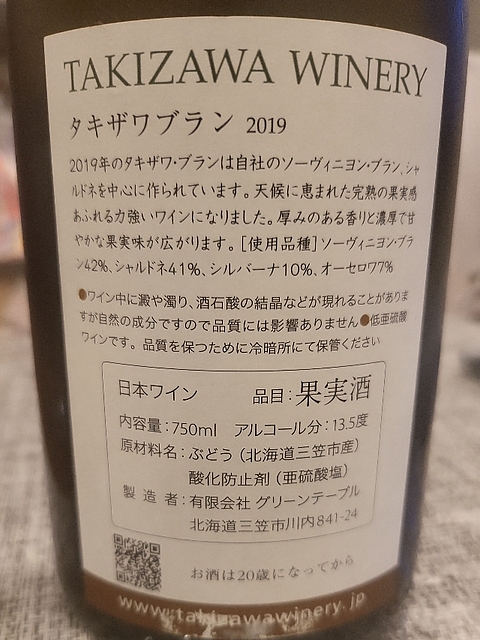 TAKIZAWA WINERY
タキザワブラン 2019
2019年のタキザワ・ブランは自社のソーヴィニヨン・ブラン、シャ
ルドネを中心に作られています。天候に恵まれた完熟の果実感
あふれる力強いワインになりました。厚みのある香りと濃厚で甘
やかな果実味が広がります。[使用品種]ソーヴィニヨン・ブラ
ン42%、シャルドネ41%、シルバーナ10%、オーセロワ7%
●ワイン中に澱や濁り、酒石酸の結晶などが現れることがありま
すが自然の成分ですので品質には影響ありません●低亜硫酸
ワインです。品質を保つために冷暗所にて保管ください
日本ワイン 品目:果実酒
内容量:750ml アルコール分:13.5度
原材料名:ぶどう(北海道三笠市産)
酸化防止剤(亜硫酸塩)
製造者:有限会社 グリーンテーブル
北海道三笠市川内841-24
お酒は20歳になってから
www.takizawawinery.jp